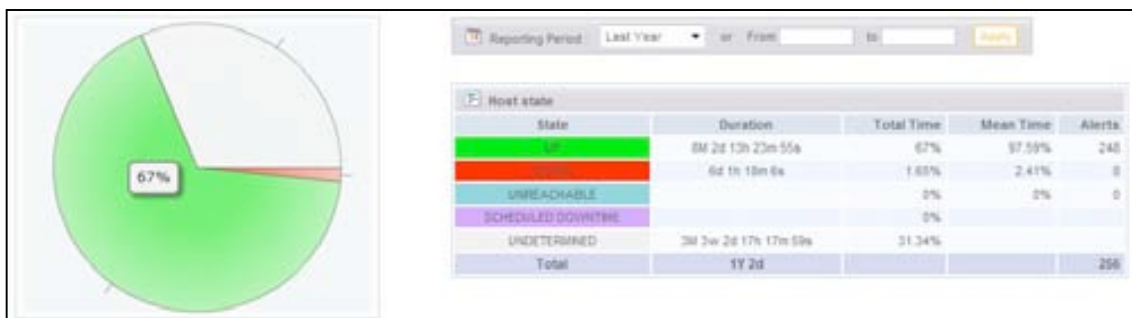 67%
Reporting Period Last Year or From to Apply
Host state
State Duration Total Time Mean Time Alerts
UP 8M 2d 13h 23m 55s 67% 97.59% 248
6d 1h 18m 6s 1.65% 2.41%
UNREACHABLE 0% 0% 0
SCHEDULED DOWNTIME 0%
UNDETERMINED 3M 3w 2d 17h 17m 59s 31.34%
Total 1Y 2d 256